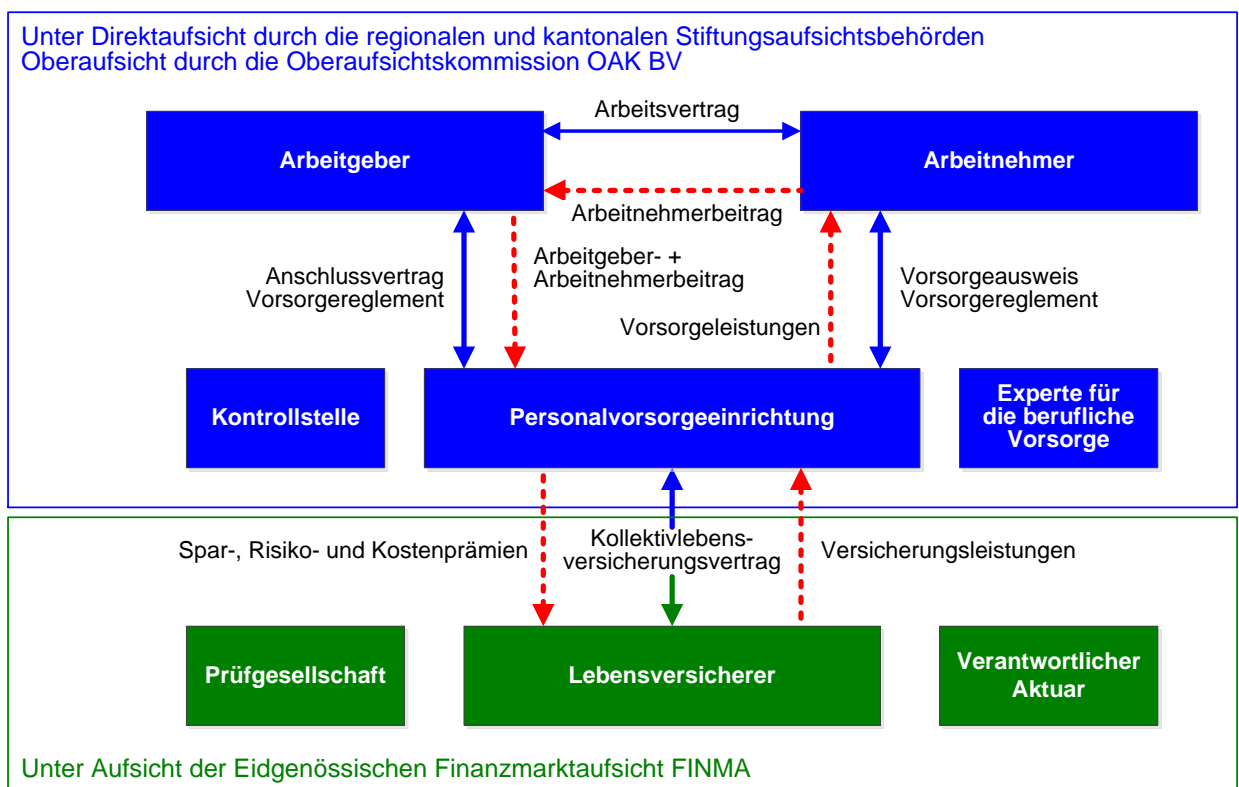 Unter Direktaufsicht durch die regionalen und kantonalen Stiftungsaufsichtsbehörden
Oberaufsicht durch die Oberaufsichtskommission OAK BV
Arbeitsvertrag
Arbeitgeber
Arbeitnehmer
Arbeitnehmerbeitrag
Anschlussvertrag
Vorsorgereglement
Arbeitgeber- +
Arbeitnehmerbeitrag
Vorsorgeleistungen
Vorsorgeausweis
Vorsorgereglement
Kontrollstelle
Personalvorsorgeeinrichtung
Experte für
die berufliche
Vorsorge
Spar-, Risiko- und Kostenprämien
Kollektivlebens-
versicherungsvertrag
Versicherungsleistungen
Prüfgesellschaft
Lebensversicherer
Verantwortlicher
Aktuar
Unter Aufsicht der Eidgenössischen Finanzmarktaufsicht FINMA